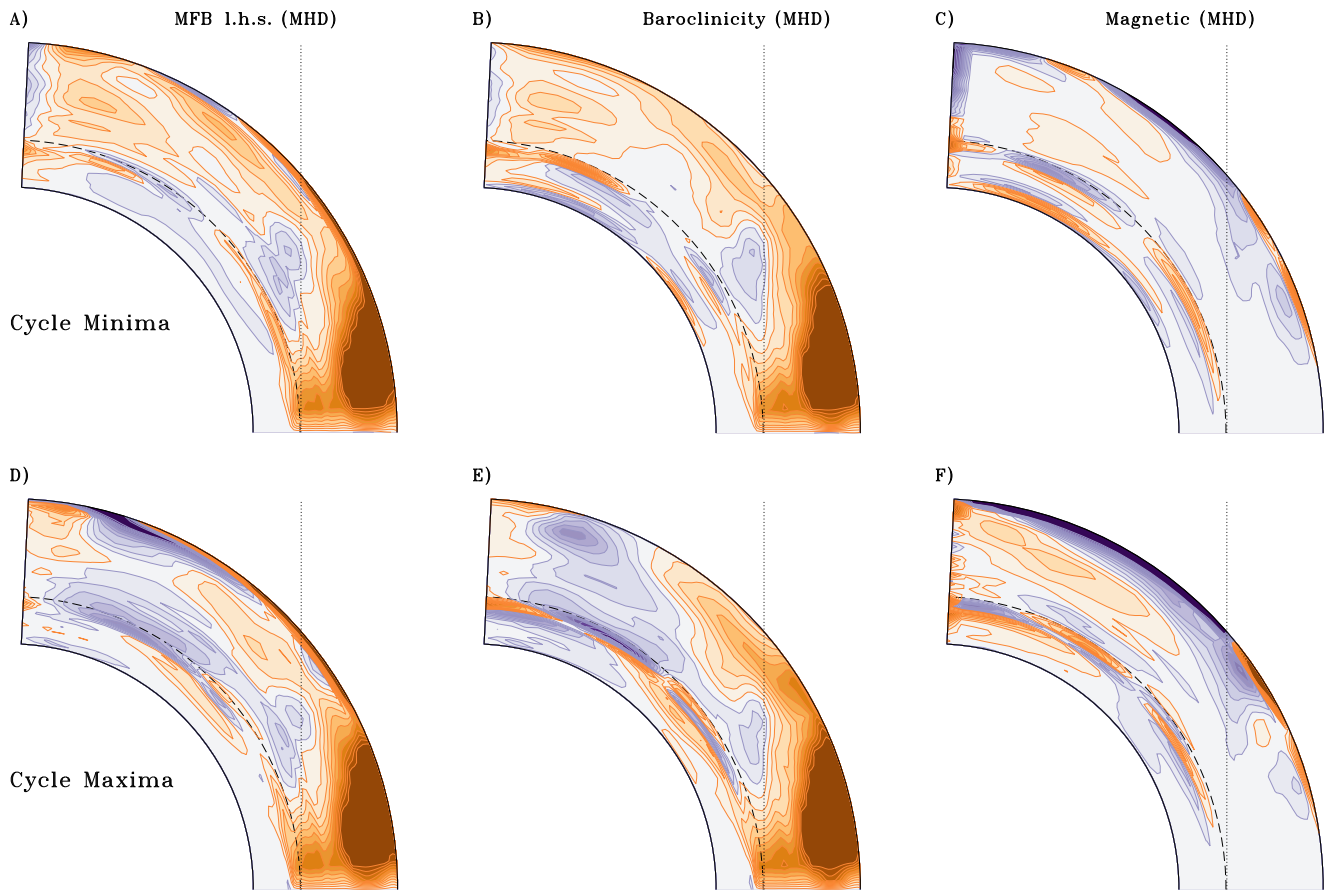 A) MFB l.h.s. (MHD)
B) Baroclinicity (MHD)
C) Magnetic (MHD)
Cycle Minima
D)
E)
F)
Cycle Maxima